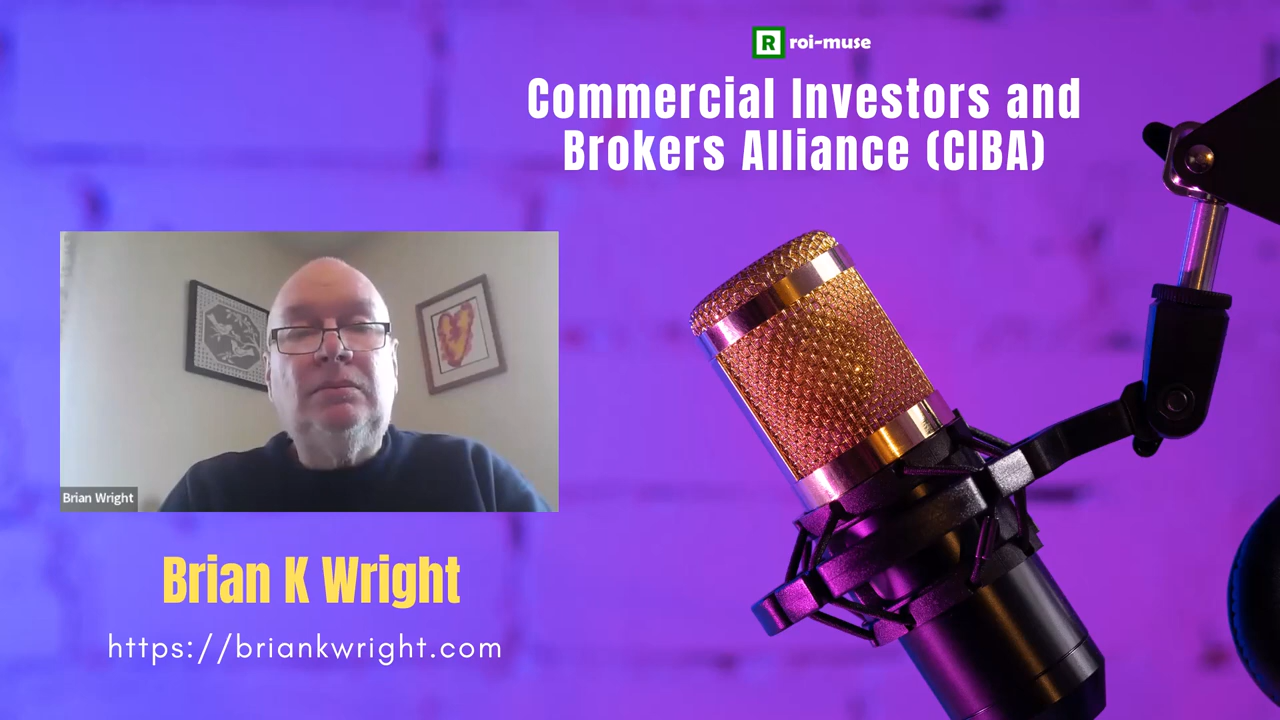 R roi-muse
Commercial Investors and
Brokers Alliance (CIBA)
Brian Wright
Brian K Wright
https://briankwright.com